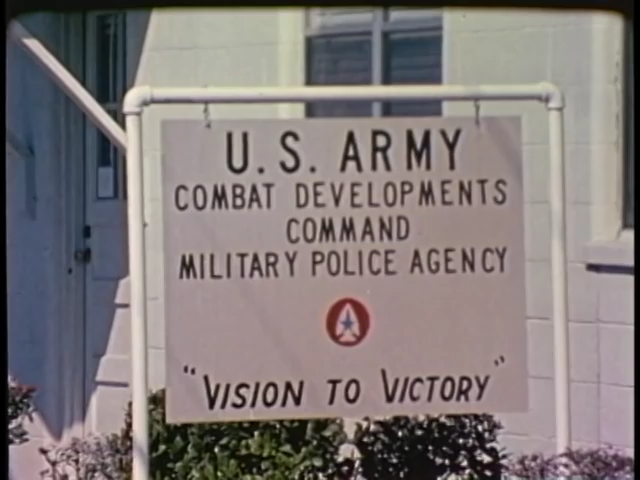 U.S. ARMY
COMBAT DEVELOPMENTS
COMMAND
MILITARY POLICE AGENCY
"VISION TO VICTORY"